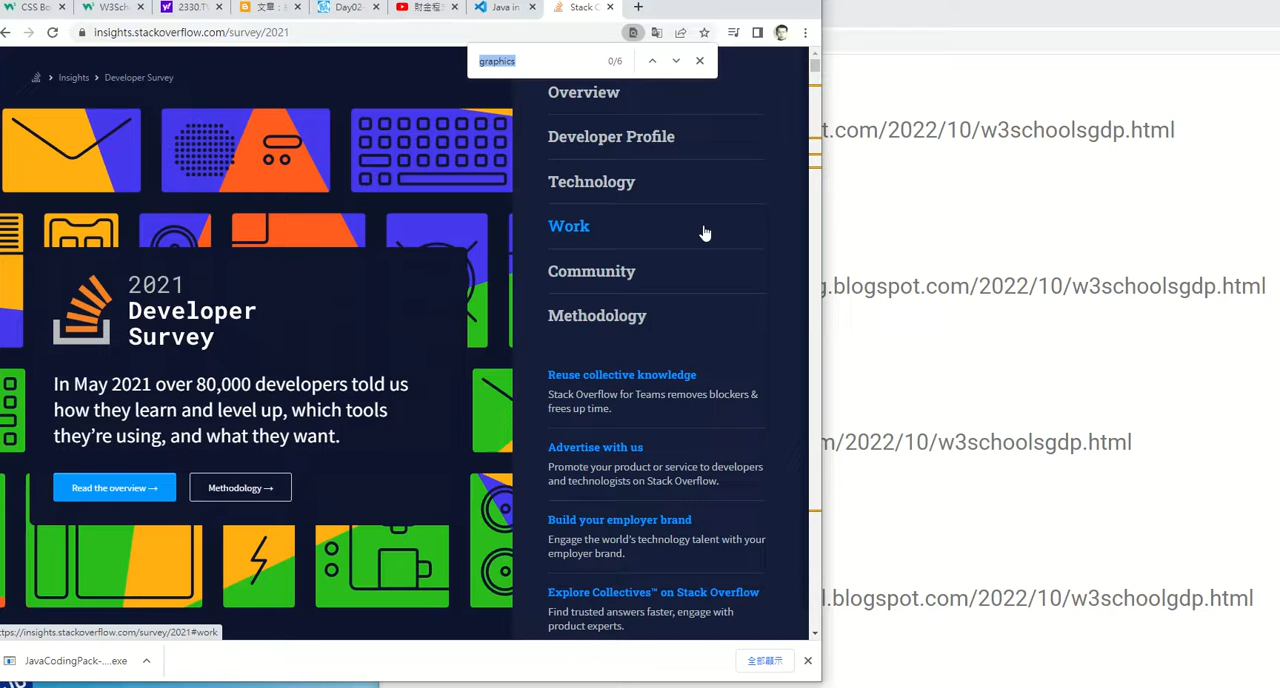 CSS Bo
W3Sch
2330.T
文章：
Day02-
財金程
Java in
Stack O
insights.stackoverflow.com/survey/2021
graphics
0/6
Insights
Developer Survey
Overview
Developer Profile
Technology
Work
Community
Methodology
2021
Developer
Survey
In May 2021 over 80,000 developers told us
how they learn and level up, which tools
they're using, and what they want.
Read the overview →
Methodology →
Reuse collective knowledge
Stack Overflow for Teams removes blockers &
frees up time.
Advertise with us
Promote your product or service to developers
and technologists on Stack Overflow.
Build your employer brand
Engage the world's technology talent with your
employer brand.
Explore Collectives™ on Stack Overflow
Find trusted answers faster, engage with
product experts.
ttps://insights.stackoverflow.com/survey/2021#work
JavaCodingPack-....exe
全部顯示
t.com/2022/10/w3schoolsgdp.html
g.blogspot.com/2022/10/w3schoolsgdp.html
m/2022/10/w3schoolsgdp.html
l.blogspot.com/2022/10/w3schoolgdp.html